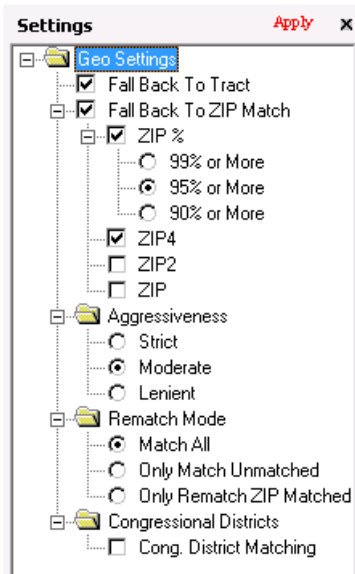 Settings Apply x
Geo Settings
Fall Back To Tract
Fall Back To ZIP Match
ZIP %
99% or More
95% or More
90% or More
ZIP4
ZIP2
ZIP
Aggressiveness
Strict
Moderate
Lenient
Rematch Mode
Match All
Only Match Unmatched
Only Rematch ZIP Matched
Congressional Districts
Cong. District Matching